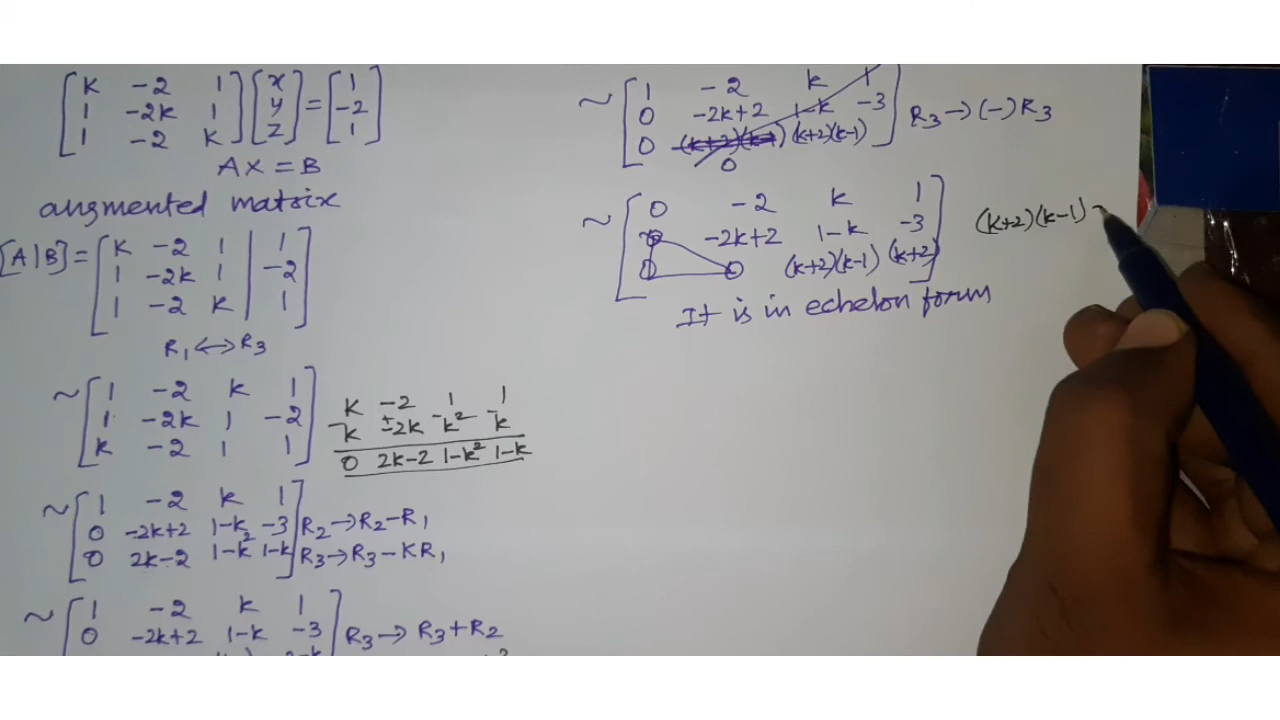 [K -2 1] [x] = [1]
[1 -2k 1] [y] [-2]
[1 -2 k] [z] [1]
AX = B
augmented matrix
[A|B] = [K -2 1 | 1]
[1 -2k 1 | -2]
[1 -2 k | 1]
R₁ ↔ R₃
~ [1 -2 k 1]
[1 -2k 1 -2]
[k -2 1 1]
K -2 1 1
-k ±2k -k² -k
0 2k-2 1-k² 1-k
~ [1 -2 k 1]
[0 -2k+2 1-k -3] R₂→R₂-R₁
[0 2k-2 1-k² 1-k] R₃→R₃-KR₁
~ [1 -2 k 1]
[0 -2k+2 1-k -3] R₃→ R₃+R₂
~ [1 -2 k 1]
[0 -2k+2 1-k -3] R₃→(-)R₃
[0 (k+2)(k-1) (k+2)(k-1)]
0
~ [0 -2 k 1]
[0 -2k+2 1-k -3]
[0 0 (k+2)(k-1) (k+2)]
(k+2)(k-1)
It is in echelon form